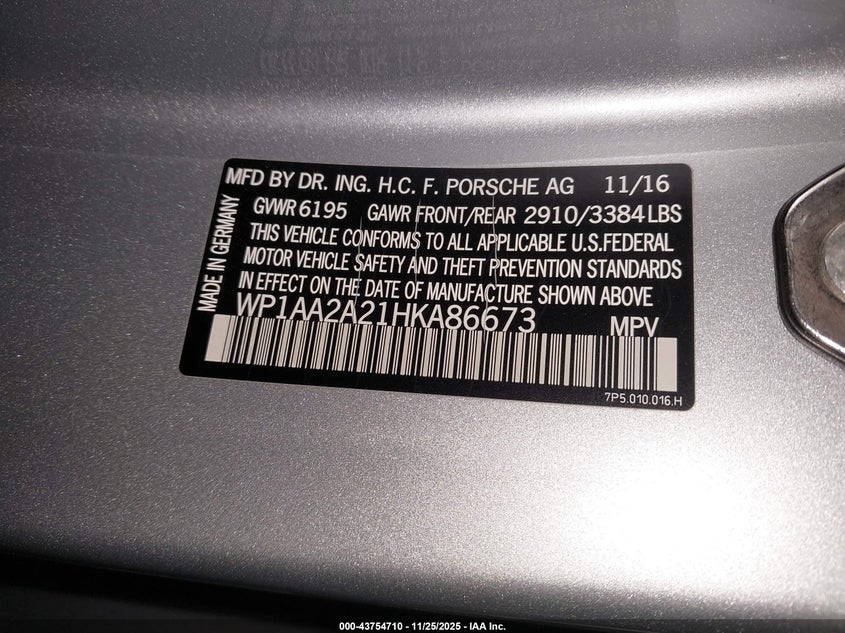 MFD BY DR. ING. H.C. F. PORSCHE AG 11/16
GVWR 6195 GAWR FRONT/REAR 2910/3384 LBS
THIS VEHICLE CONFORMS TO ALL APPLICABLE U.S.FEDERAL
MOTOR VEHICLE SAFETY AND THEFT PREVENTION STANDARDS
IN EFFECT ON THE DATE OF MANUFACTURE SHOWN ABOVE
WP1AA2A21HKA86673 MPV
MADE IN GERMANY
7P5.010.016.H
000-43754710 - 11/25/2025 - IAA Inc.